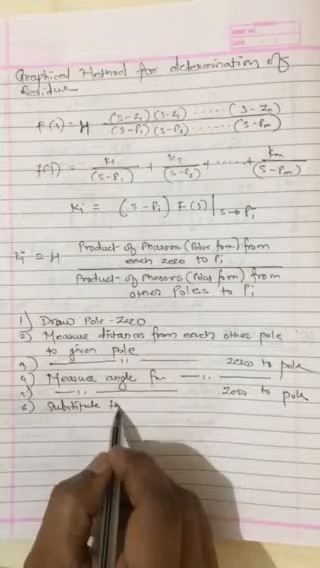 Graphical Method for determination of
Residue
F(s) = H (s-z1)(s-z2) ..... (s-zn) / (s-p1)(s-p2) ...... (s-pm)
F(s) = K1/(s-p1) + K2/(s-p2) + ..... + Km/(s-pm)
Ki = (s-pi) F(s) | s→pi
Ki = H Product of Phasors (Polar form) from each zero to Pi / Product of Phasors (Polar form) from other Poles to Pi
1) Draw Pole-Zero
2) Measure distances from each other pole
to given pole
3) —— ,, —— zeros to pole
4) Measure angle from —— ,, ——
5) —— ,, —— zero to pole
6) Substitute